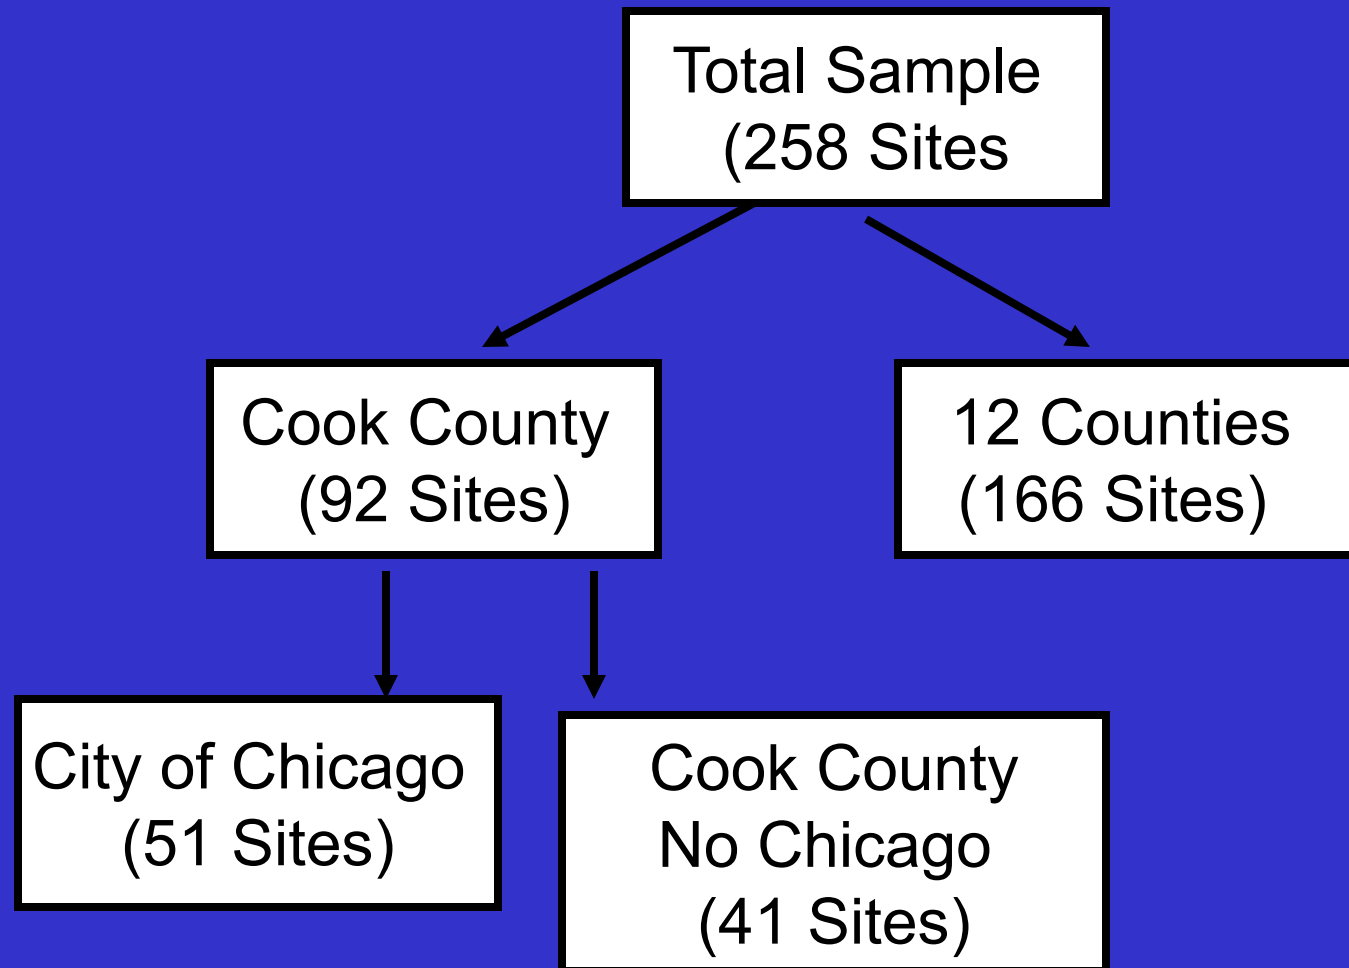 Total Sample
(258 Sites
Cook County
(92 Sites)
12 Counties
(166 Sites)
City of Chicago
(51 Sites)
Cook County
No Chicago
(41 Sites)